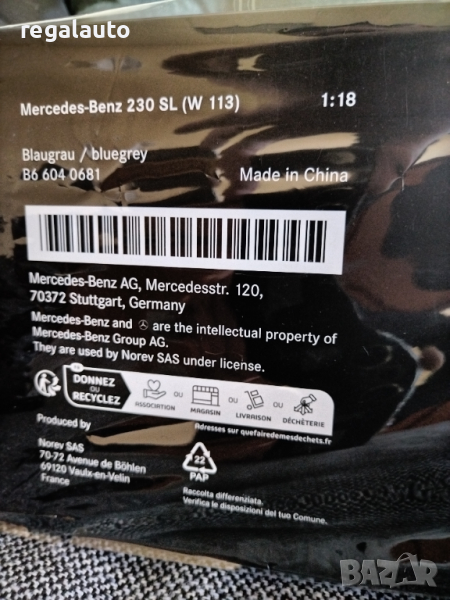 regalauto
Mercedes-Benz 230 SL (W 113) 1:18
Blaugrau / bluegrey
B6 604 0681 Made in China
Mercedes-Benz AG, Mercedesstr. 120,
70372 Stuttgart, Germany
Mercedes-Benz and are the intellectual property of
Mercedes-Benz Group AG.
They are used by Norev SAS under license.
FR
DONNEZ
OU
RECYCLEZ
ASSOCIATION OU MAGASIN OU LIVRAISON OU DÉCHÈTERIE
Adresses sur quefairedemesdechets.fr
Produced by
Norev SAS
70-72 Avenue de Böhlen
69120 Vaulx-en-Velin
France
22
PAP
Raccolta differenziata.
Verifica le disposizioni del tuo Comune.
BAZAR